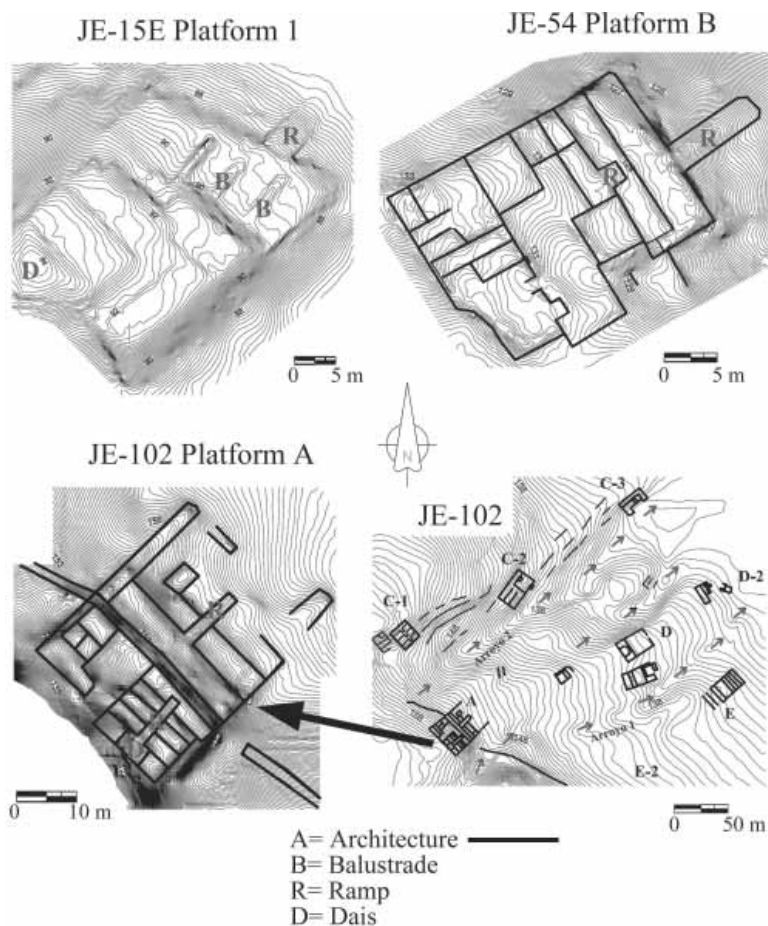 JE-15E Platform 1
JE-54 Platform B
R
B
B
D
0 5 m
R
R
0 5 m
N
JE-102 Platform A
0 10 m
JE-102
C-3
C-2
C-1
D-2
D
A
E
E-2
Arroyo 2
Arroyo 1
0 50 m
A= Architecture
B= Balustrade
R= Ramp
D= Dais